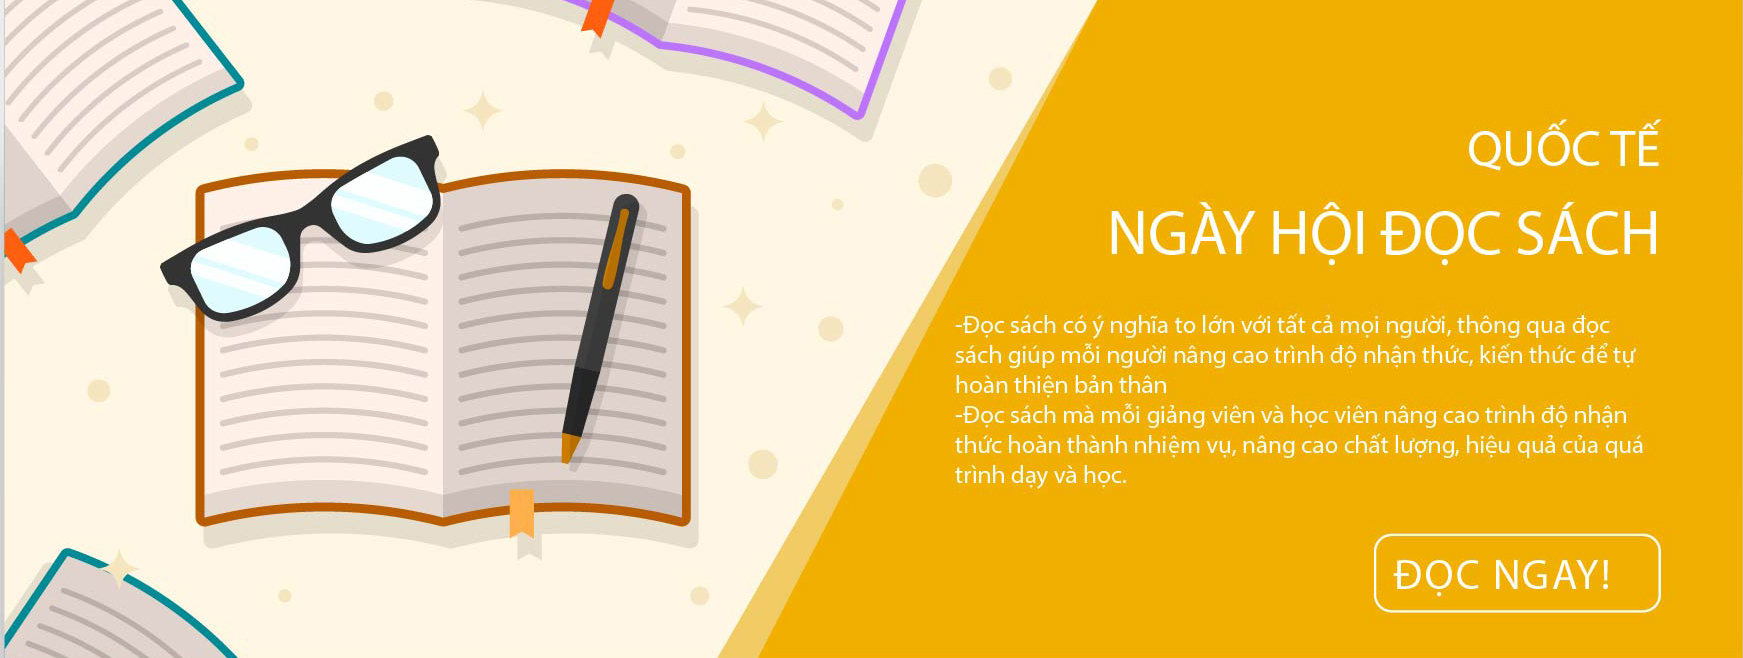 QUỐC TẾ
NGÀY HỘI ĐỌC SÁCH
-Đọc sách có ý nghĩa to lớn với tất cả mọi người, thông qua đọc
sách giúp mỗi người nâng cao trình độ nhận thức, kiến thức để tự
hoàn thiện bản thân
-Đọc sách mà mỗi giảng viên và học viên nâng cao trình độ nhận
thức hoàn thành nhiệm vụ, nâng cao chất lượng, hiệu quả của quá
trình dạy và học.
ĐỌC NGAY!